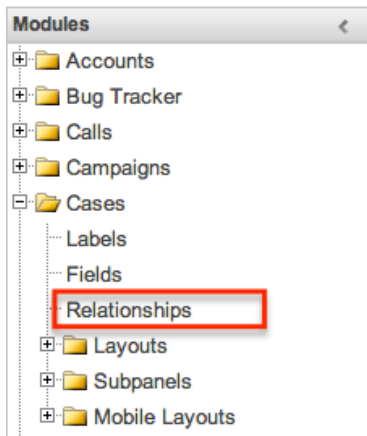 Modules
Accounts
Bug Tracker
Calls
Campaigns
Cases
Labels
Fields
Relationships
Layouts
Subpanels
Mobile Layouts